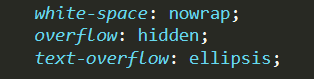 white-space: nowrap;
overflow: hidden;
text-overflow: ellipsis;